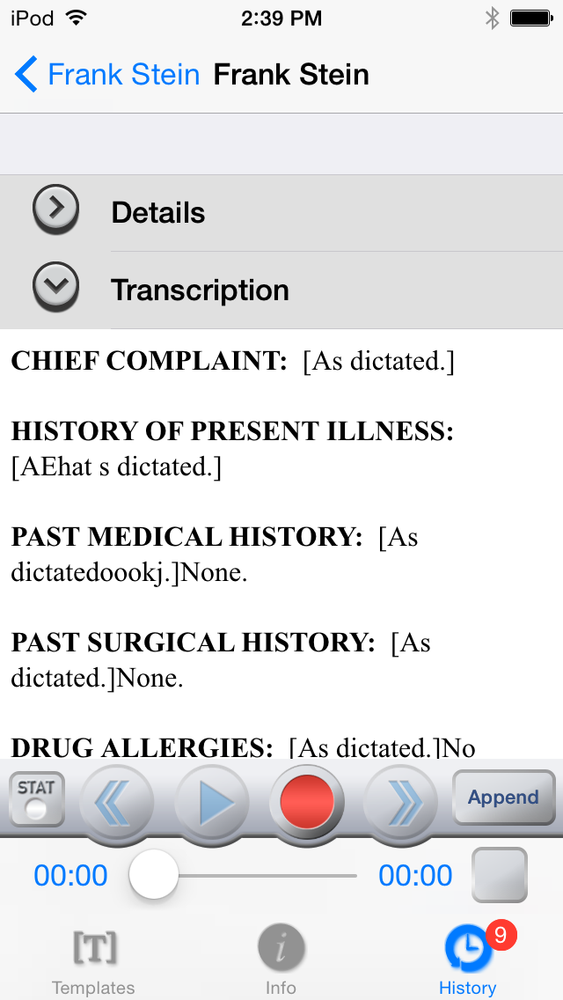 iPod 2:39 PM
Frank Stein Frank Stein
Details
Transcription
CHIEF COMPLAINT: [As dictated.]
HISTORY OF PRESENT ILLNESS:
[AEhat s dictated.]
PAST MEDICAL HISTORY: [As
dictatedoookj.]None.
PAST SURGICAL HISTORY: [As
dictated.]None.
DRUG ALLERGIES: [As dictated.]No
STAT Append
00:00 00:00
[T] i 9
Templates Info History